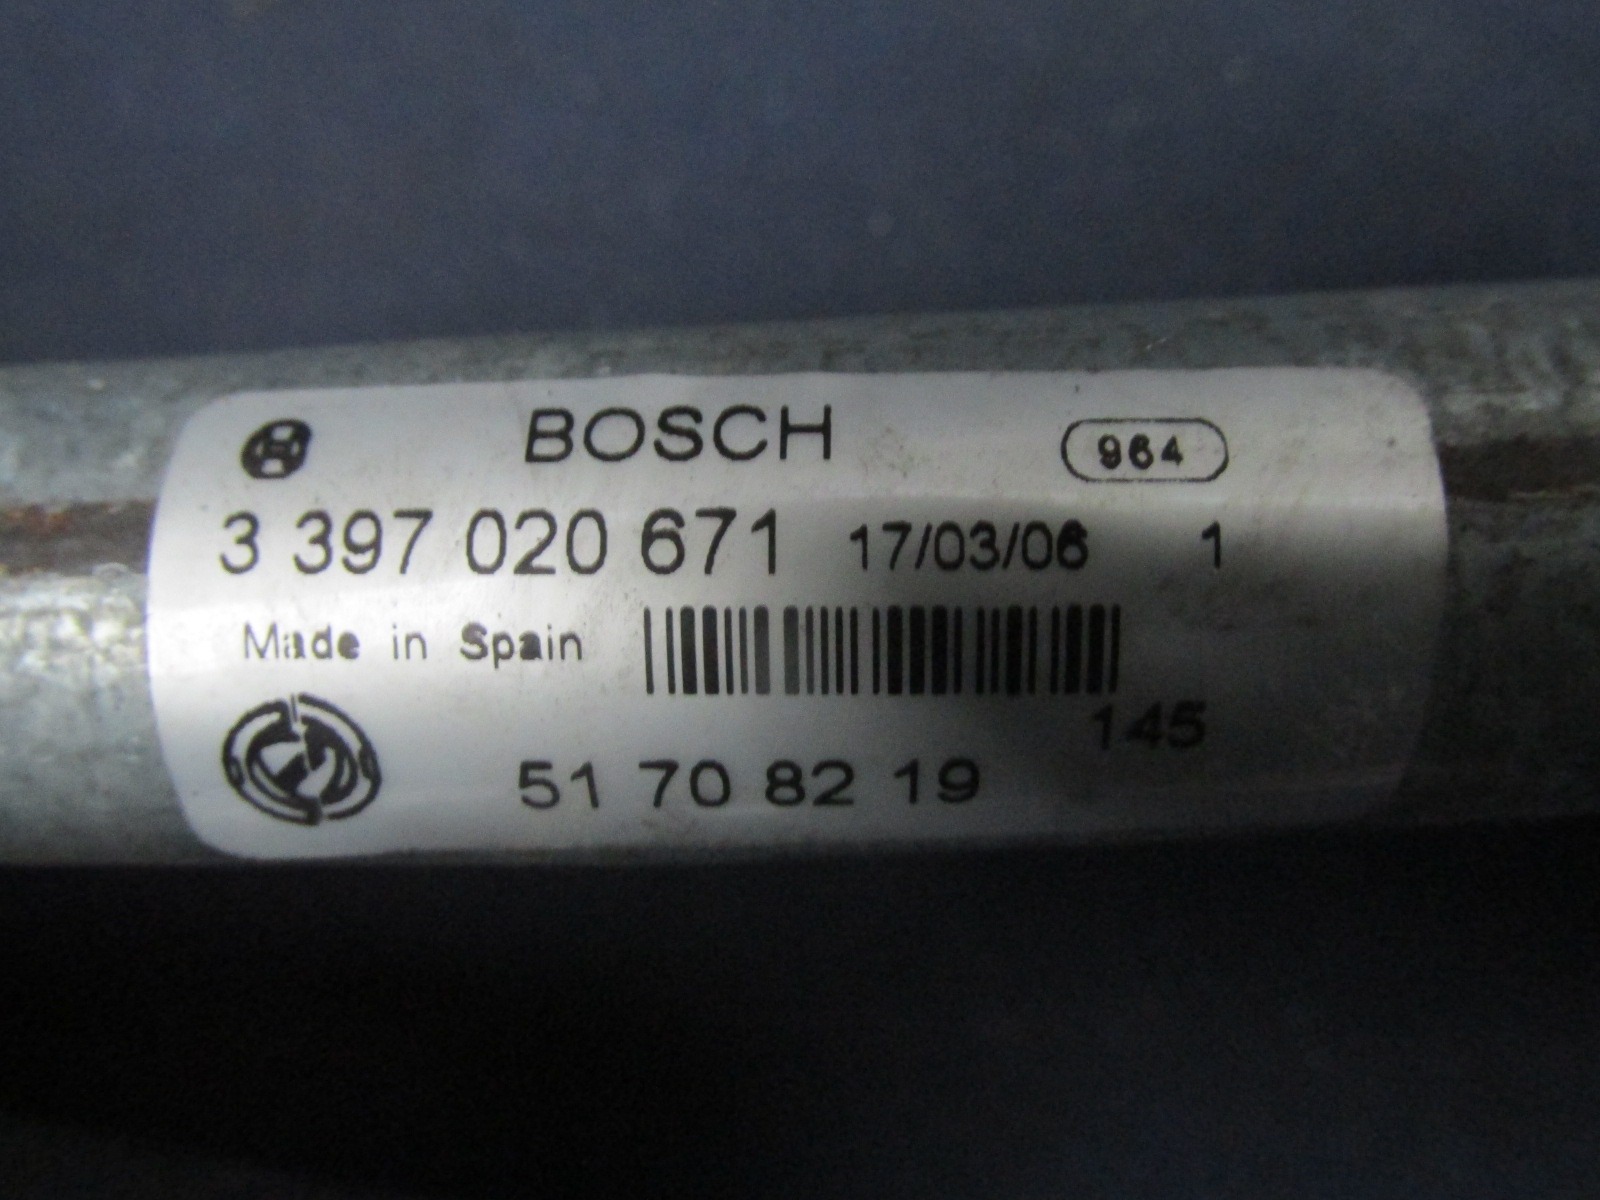 BOSCH 964
3 397 020 671 17/03/06 1
Made in Spain
145
51 70 82 19